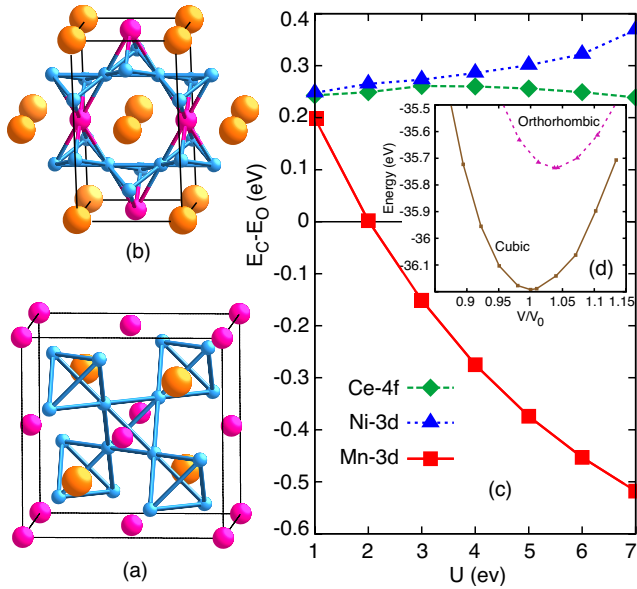 (b)
(a)
E_C-E_O (eV)
0.4
0.3
0.2
0.1
0
-0.1
-0.2
-0.3
-0.4
-0.5
-0.6
1 2 3 4 5 6 7
U (ev)
Ce-4f
Ni-3d
Mn-3d
(c)
Energy (eV)
-35.5
-35.6
-35.7
-35.8
-35.9
-36
-36.1
Orthorhombic
Cubic
(d)
0.9 0.95 1 1.05 1.1 1.15
V/V_0